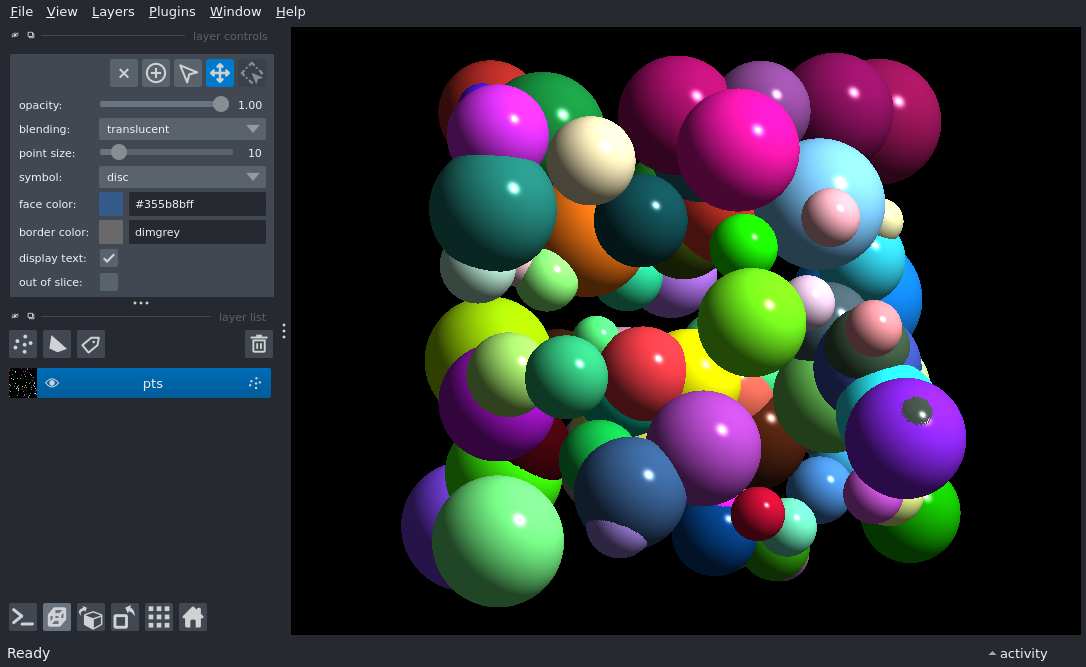 File View Layers Plugins Window Help
layer controls
opacity: 1.00
blending: translucent
point size: 10
symbol: disc
face color: #355b8bff
border color: dimgrey
display text:
out of slice:
layer list
pts
Ready
activity